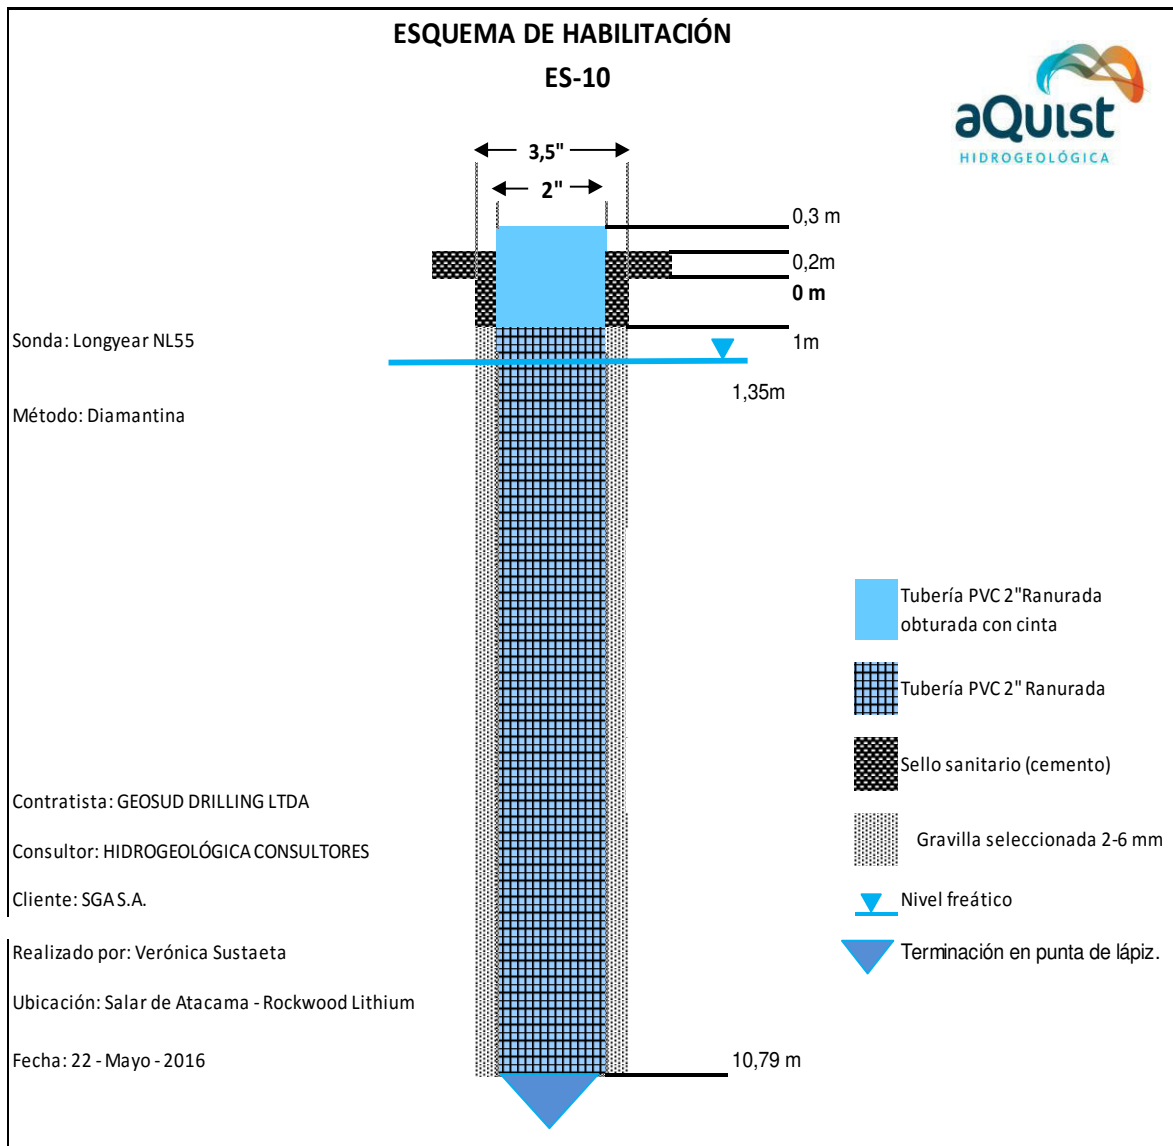 ESQUEMA DE HABILITACIÓN
ES-10
aQuist
HIDROGEOLÓGICA
3,5"
2"
0,3 m
0,2m
0 m
1m
1,35m
Sonda: Longyear NL55
Método: Diamantina
Tubería PVC 2"Ranurada
obturada con cinta
Tubería PVC 2" Ranurada
Sello sanitario (cemento)
Gravilla seleccionada 2-6 mm
Nivel freático
Terminación en punta de lápiz.
Contratista: GEOSUD DRILLING LTDA
Consultor: HIDROGEOLÓGICA CONSULTORES
Cliente: SGA S.A.
Realizado por: Verónica Sustaeta
Ubicación: Salar de Atacama - Rockwood Lithium
Fecha: 22 - Mayo - 2016
10,79 m